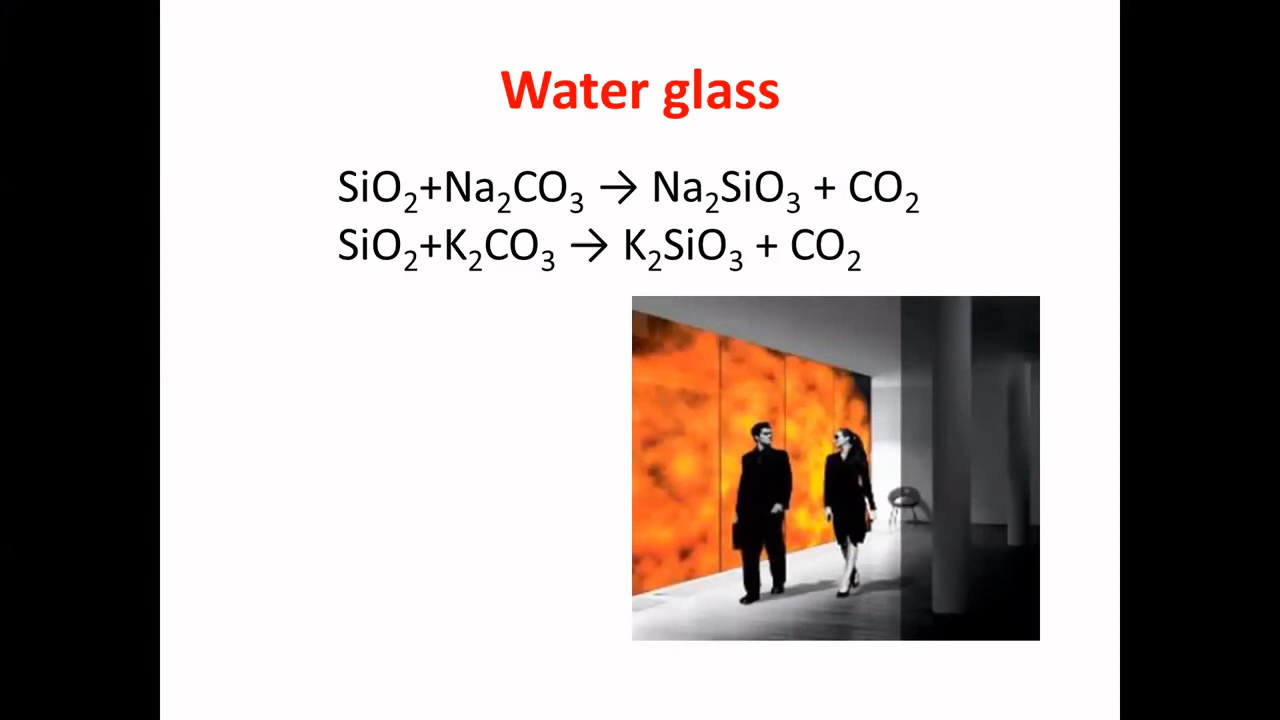 Water glass
SiO₂+Na₂CO₃ → Na₂SiO₃ + CO₂
SiO₂+K₂CO₃ → K₂SiO₃ + CO₂